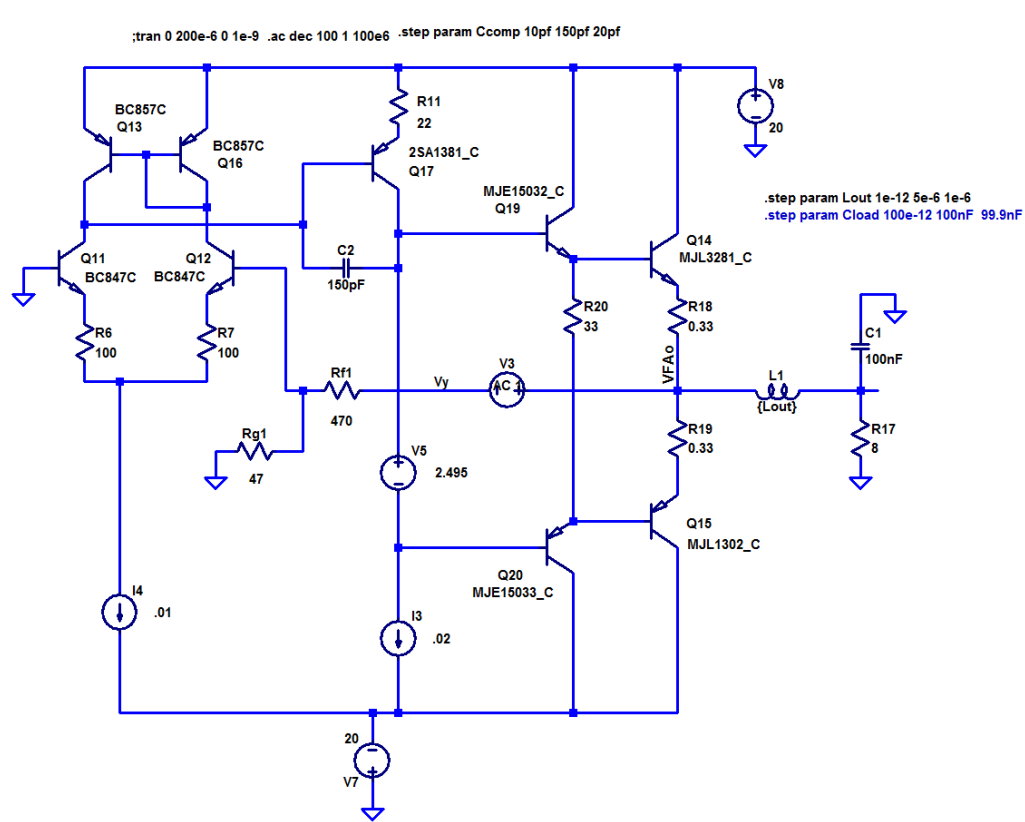 ;tran 0 200e-6 0 1e-9 .ac dec 100 1 100e6 .step param Ccomp 10pf 150pf 20pf
V8
20
R11
22
BC857C
Q13
BC857C
Q16
2SA1381_C
Q17
MJE15032_C
Q19
.step param Lout 1e-12 5e-6 1e-6
.step param Cload 100e-12 100nF 99.9nF
Q11
BC847C
Q12
BC847C
C2
150pF
Q14
MJL3281_C
R6
100
R7
100
R20
33
R18
0.33
C1
100nF
VFAo
Rf1
470
Vy
V3
AC 1
L1
{Lout}
Rg1
47
V5
2.495
R19
0.33
R17
8
Q15
MJL1302_C
Q20
MJE15033_C
I4
.01
I3
.02
20
V7